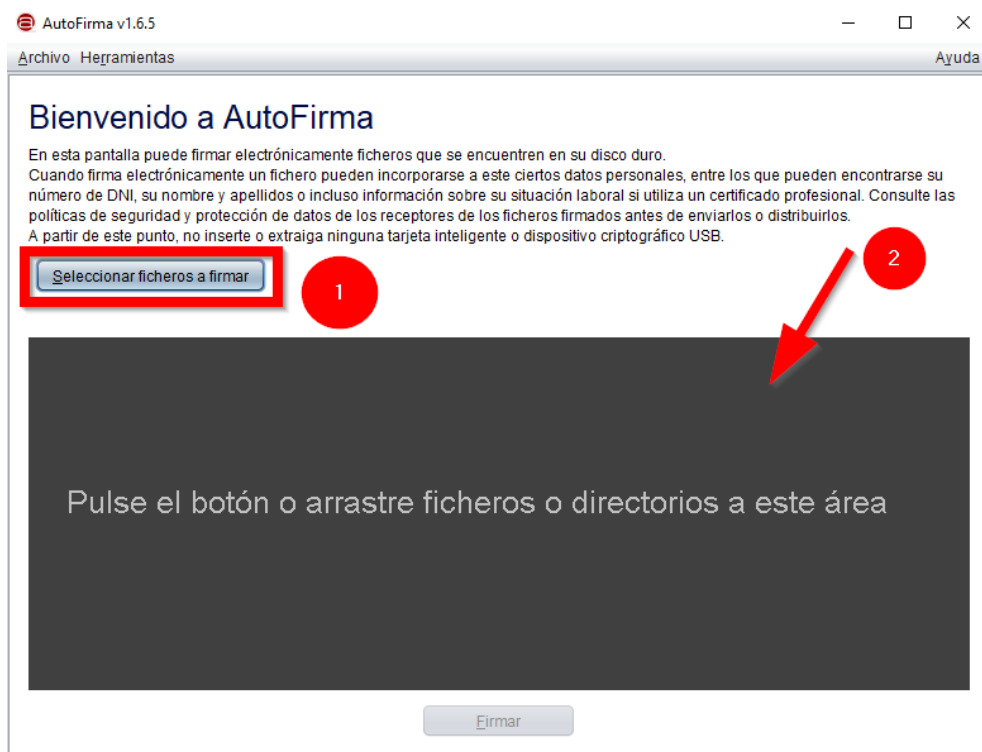 AutoFirma v1.6.5
Archivo Herramientas Ayuda
Bienvenido a AutoFirma
En esta pantalla puede firmar electrónicamente ficheros que se encuentren en su disco duro.
Cuando firma electrónicamente un fichero pueden incorporarse a este ciertos datos personales, entre los que pueden encontrarse su
número de DNI, su nombre y apellidos o incluso información sobre su situación laboral si utiliza un certificado profesional. Consulte las
políticas de seguridad y protección de datos de los receptores de los ficheros firmados antes de enviarlos o distribuirlos.
A partir de este punto, no inserte o extraiga ninguna tarjeta inteligente o dispositivo criptográfico USB.
Seleccionar ficheros a firmar
1
2
Pulse el botón o arrastre ficheros o directorios a este área
Firmar